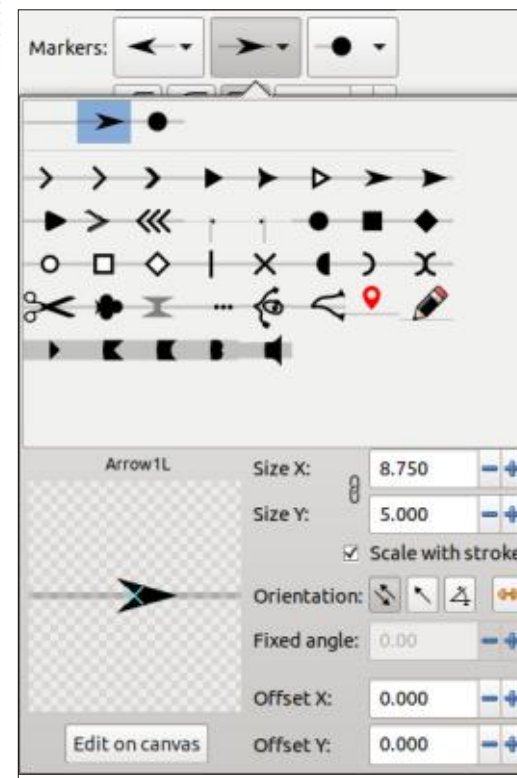 Markers:
Arrow1L
Size X: 8.750
Size Y: 5.000
Scale with stroke
Orientation:
Fixed angle: 0.00
Offset X: 0.000
Edit on canvas
Offset Y: 0.000